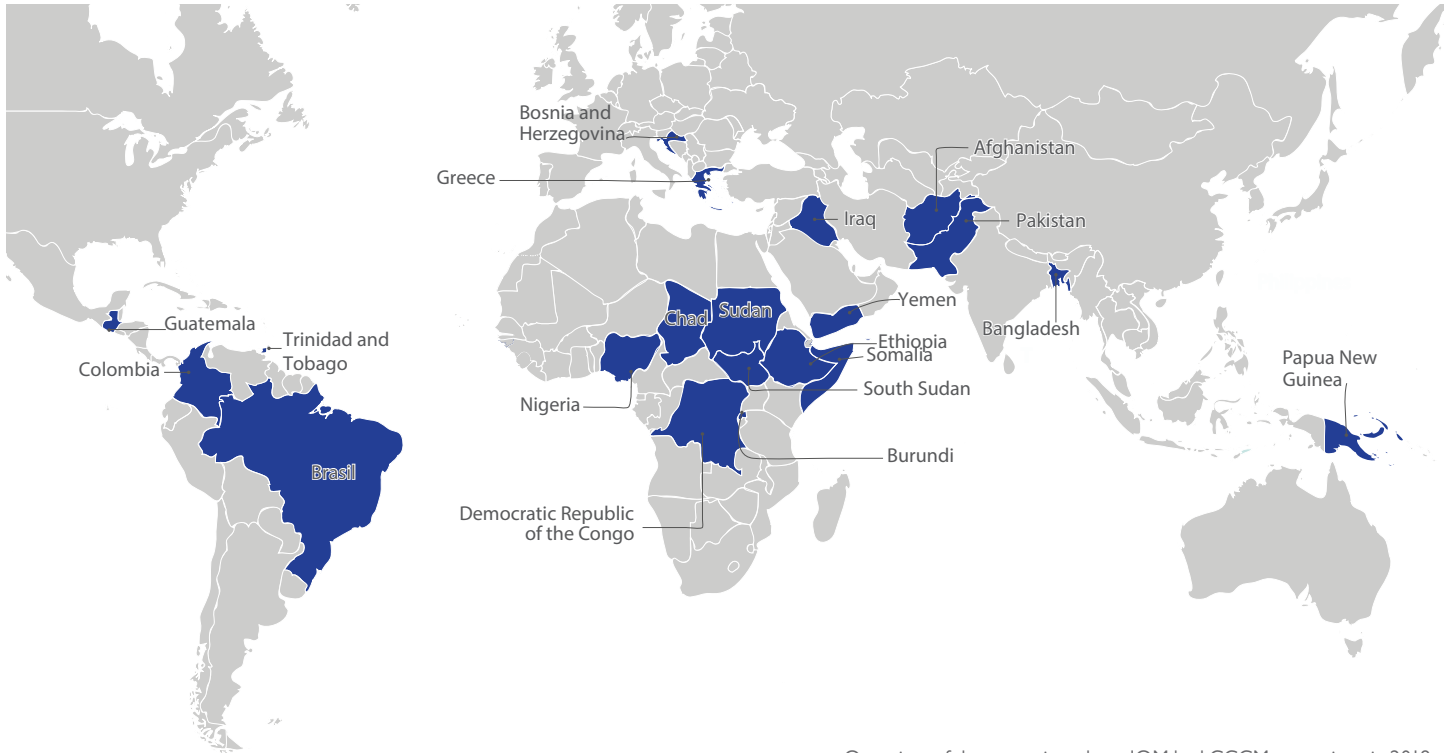 Bosnia and
Herzegovina
Afghanistan
Greece
Iraq
Pakistan
Yemen
Chad
Sudan
Guatemala
Bangladesh
Trinidad and
Tobago
Ethiopia
Somalia
Papua New
Guinea
Colombia
South Sudan
Nigeria
Burundi
Brasil
Democratic Republic
of the Congo